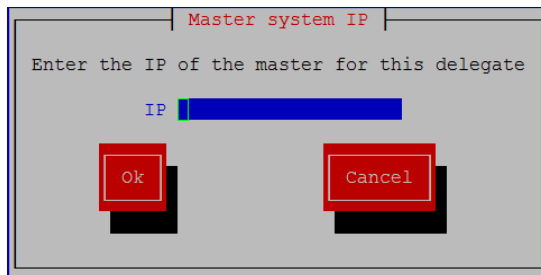 Master system IP
Enter the IP of the master for this delegate
IP
Ok Cancel